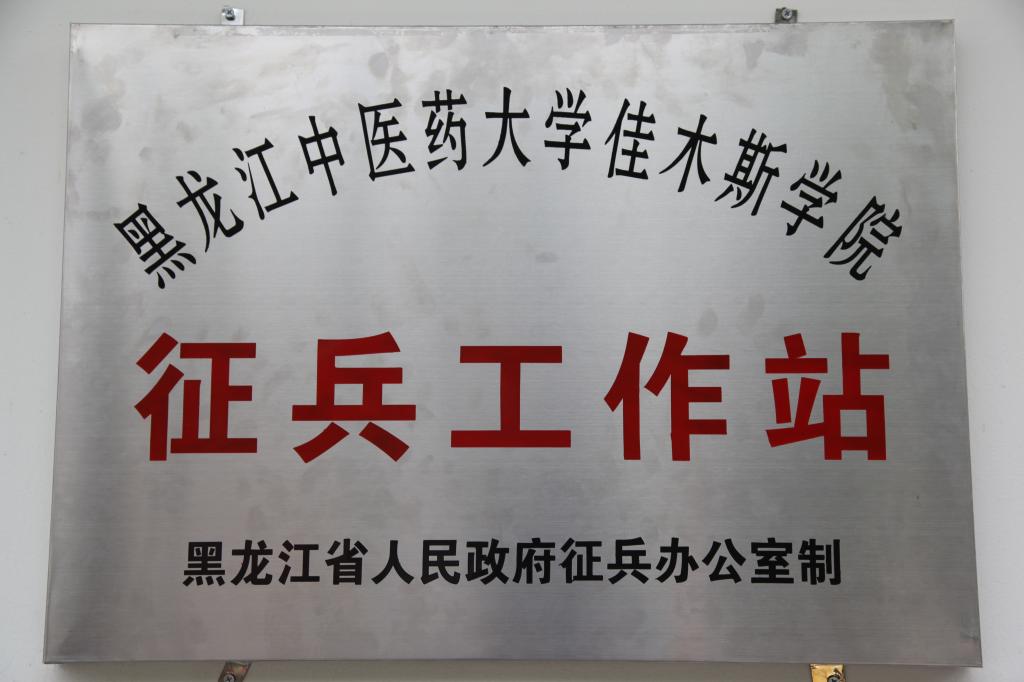 黑龙江中医药大学佳木斯学院
征兵工作站
黑龙江省人民政府征兵办公室制